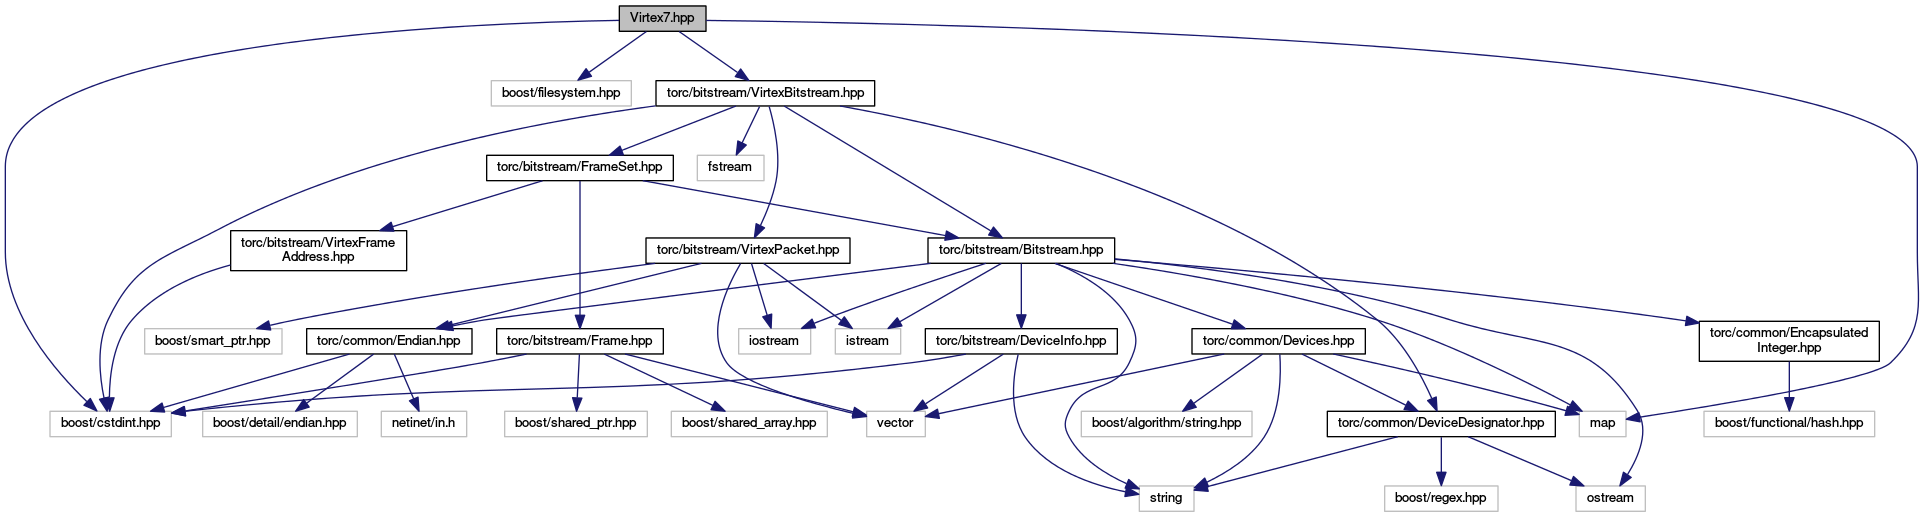 Virtex7.hpp
boost/filesystem.hpp
torc/bitstream/VirtexBitstream.hpp
torc/bitstream/FrameSet.hpp
fstream
torc/bitstream/VirtexFrame
Address.hpp
torc/bitstream/VirtexPacket.hpp
torc/bitstream/Bitstream.hpp
boost/smart_ptr.hpp
torc/common/Endian.hpp
torc/bitstream/Frame.hpp
iostream
istream
torc/bitstream/DeviceInfo.hpp
torc/common/Devices.hpp
torc/common/Encapsulated
Integer.hpp
boost/cstdint.hpp
boost/detail/endian.hpp
netinet/in.h
boost/shared_ptr.hpp
boost/shared_array.hpp
vector
boost/algorithm/string.hpp
torc/common/DeviceDesignator.hpp
map
boost/functional/hash.hpp
string
boost/regex.hpp
ostream